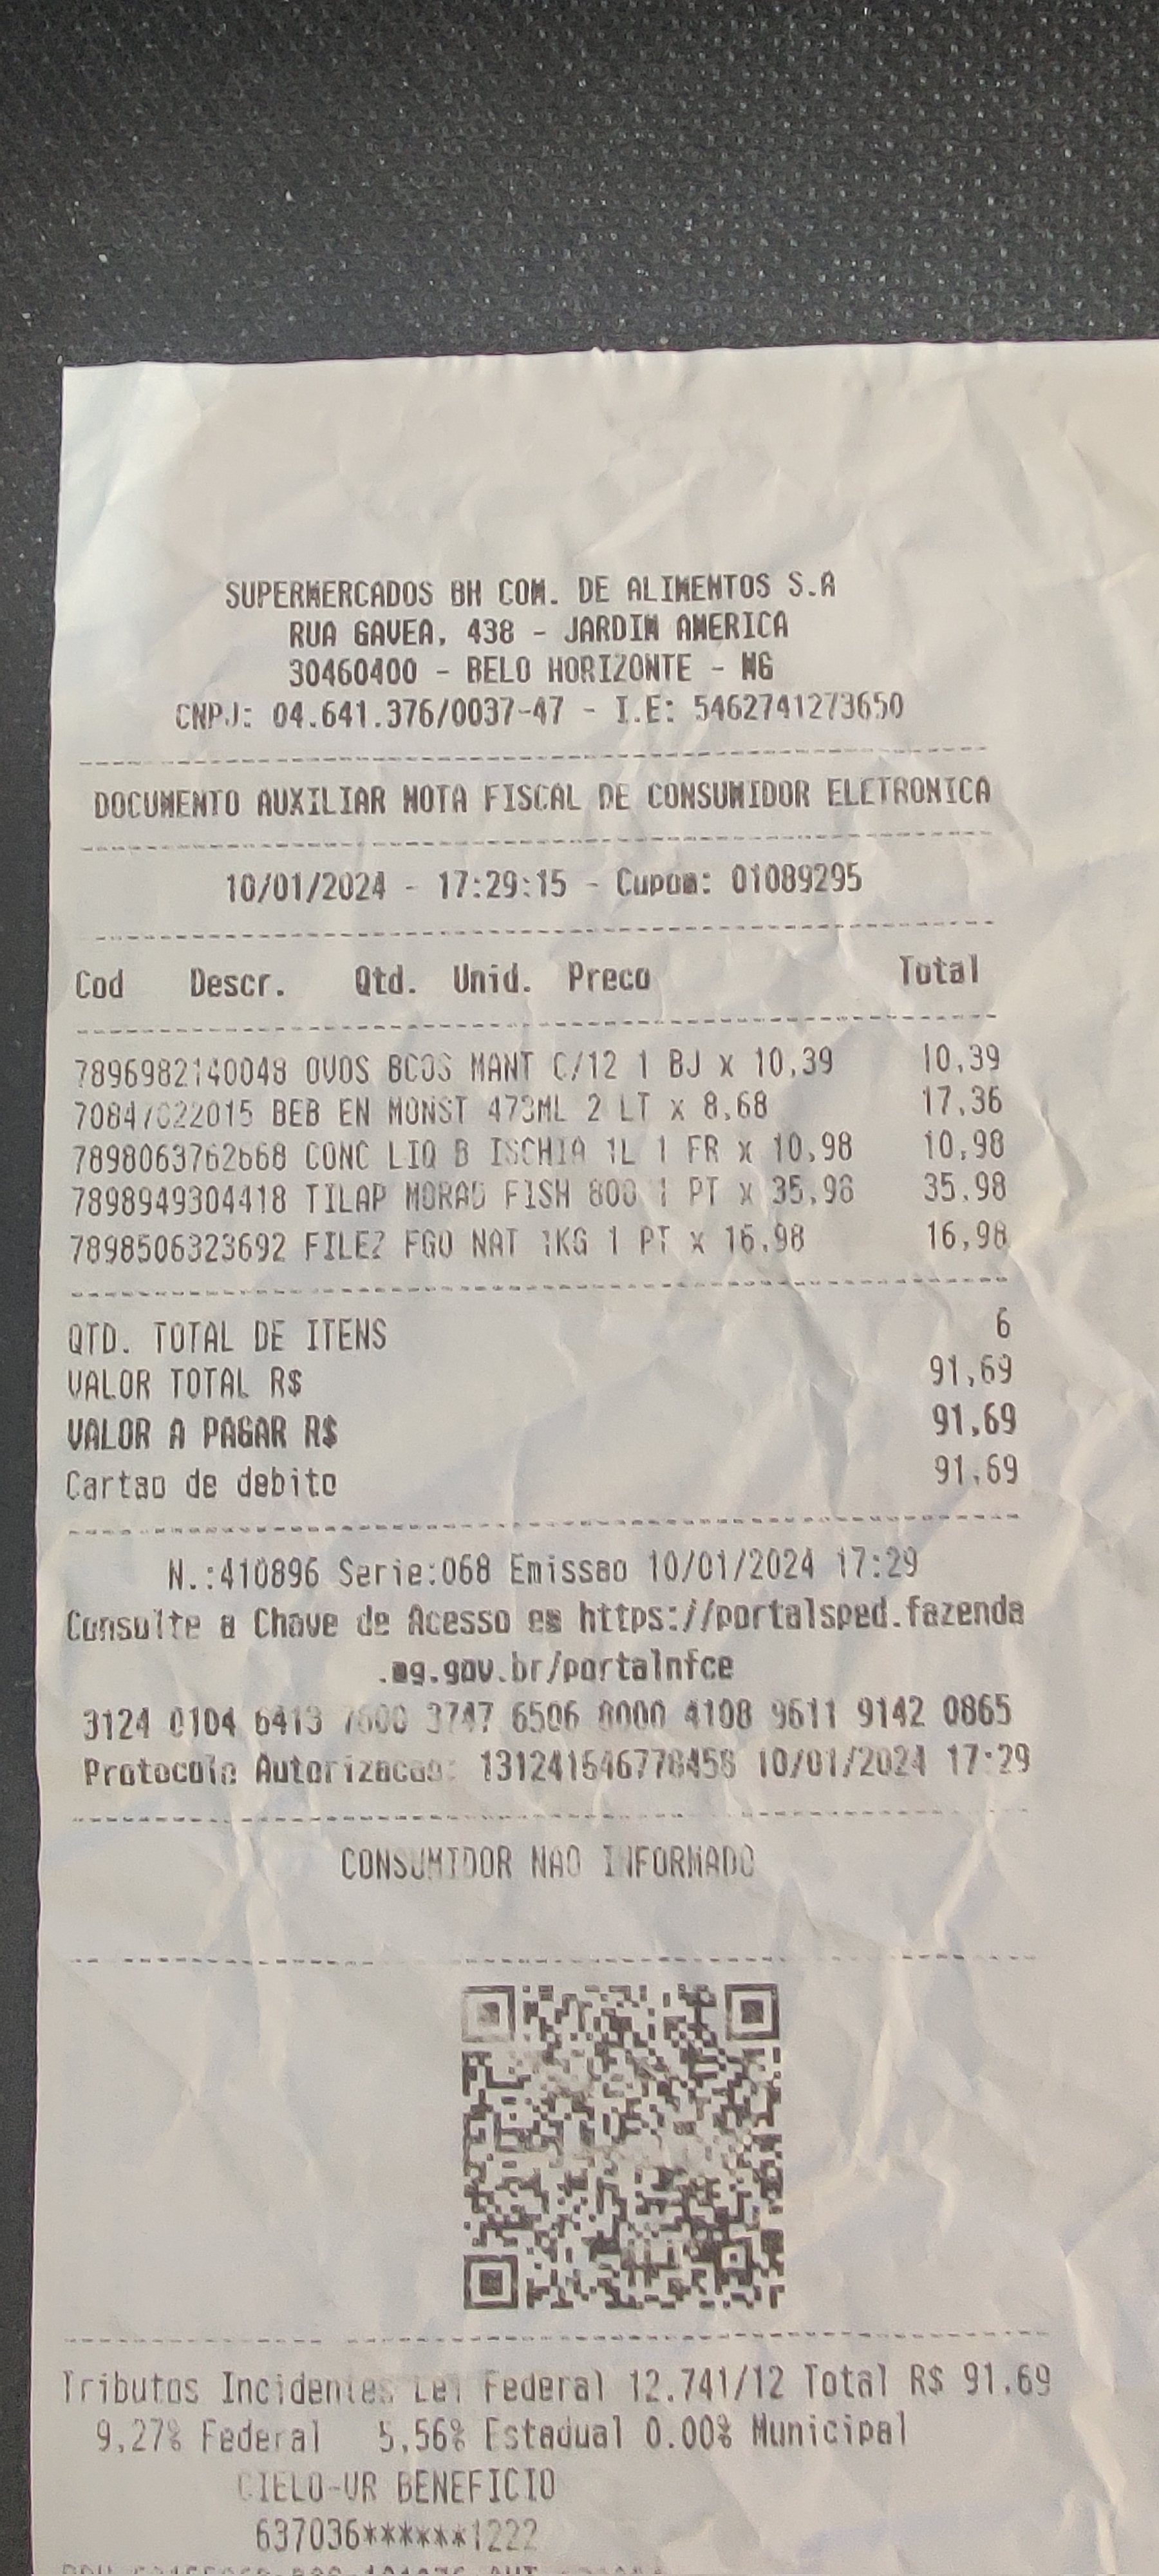 SUPERMERCADOS BH COM. DE ALIMENTOS S.A
RUA GAVEA, 438 - JARDIM AMERICA
30460400 - BELO HORIZONTE - MG
CNPJ: 04.641.376/0037-47 - I.E: 5462741273650
DOCUMENTO AUXILIAR NOTA FISCAL DE CONSUMIDOR ELETRONICA
10/01/2024 - 17:29:15 - Cupom: 01089295
Cod Descr. Qtd. Unid. Preco Total
7896982140048 OVOS BCOS MANT C/12 1 BJ x 10,39 10,39
70847022015 BEB EN MONST 473ML 2 LT x 8,68 17,36
7898063762668 CONC LIQ B ISCHIA 1L 1 FR x 10,98 10,98
7898949304418 TILAP MORAD FISH 800 1 PT x 35,98 35,98
7898506323692 FILEZ FGO NAT 1KG 1 PT x 16,98 16,98
QTD. TOTAL DE ITENS 6
VALOR TOTAL R$ 91,69
VALOR A PAGAR R$ 91,69
Cartao de debito 91,69
N.:410896 Serie:068 Emissao 10/01/2024 17:29
Consulte a Chave de Acesso em https://portalsped.fazenda
.mg.gov.br/portalnfce
3124 0104 6413 7600 3747 6506 8000 4108 9611 9142 0865
Protocolo Autorizacao: 10/01/2024 17:29
CONSUMIDOR NAO INFORMADO
Tributos Incidentes Lei Federal 12.741/12 Total R$ 91,69
9,27% Federal 5,56% Estadual 0.00% Municipal
CIELO-VR BENEFICIO
637036******1222